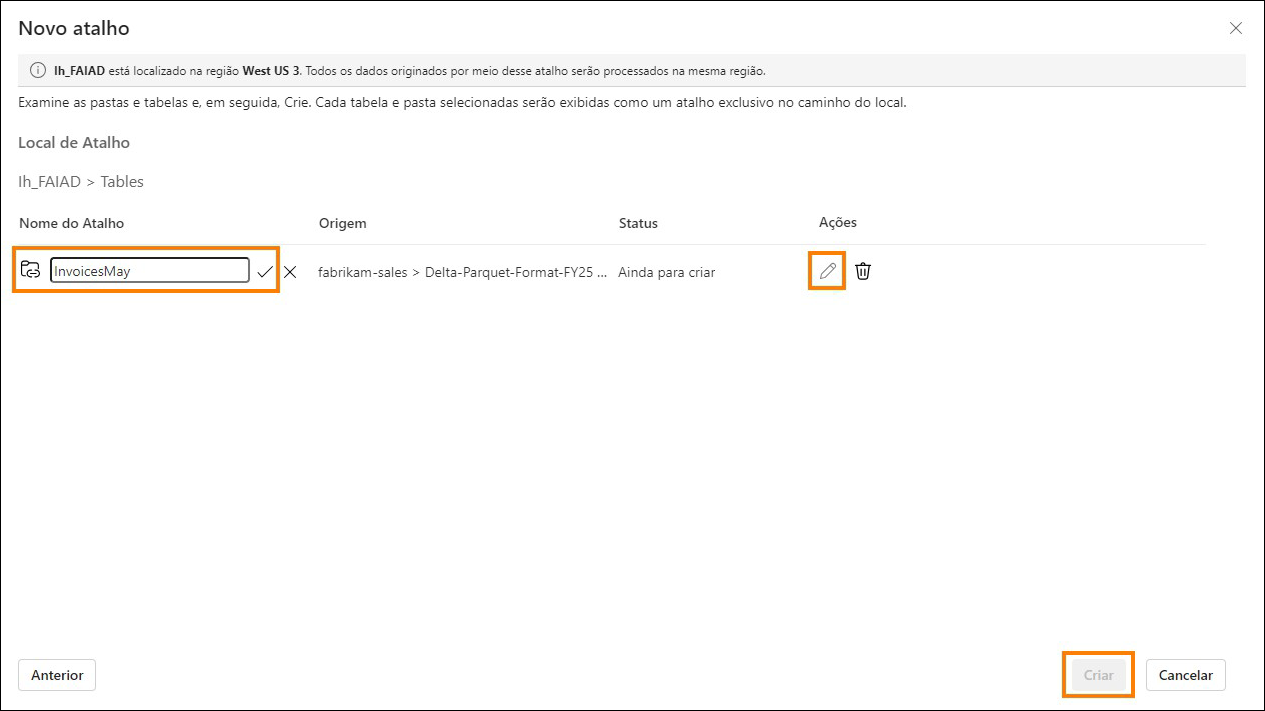 Novo atalho
lh_FAIAD está localizado na região West US 3. Todos os dados originados por meio desse atalho serão processados na mesma região.
Examine as pastas e tabelas e, em seguida, Crie. Cada tabela e pasta selecionadas serão exibidas como um atalho exclusivo no caminho do local.
Local de Atalho
lh_FAIAD > Tables
Nome do Atalho Origem Status Ações
InvoicesMay fabrikam-sales > Delta-Parquet-Format-FY25 ... Ainda para criar
Anterior Criar Cancelar